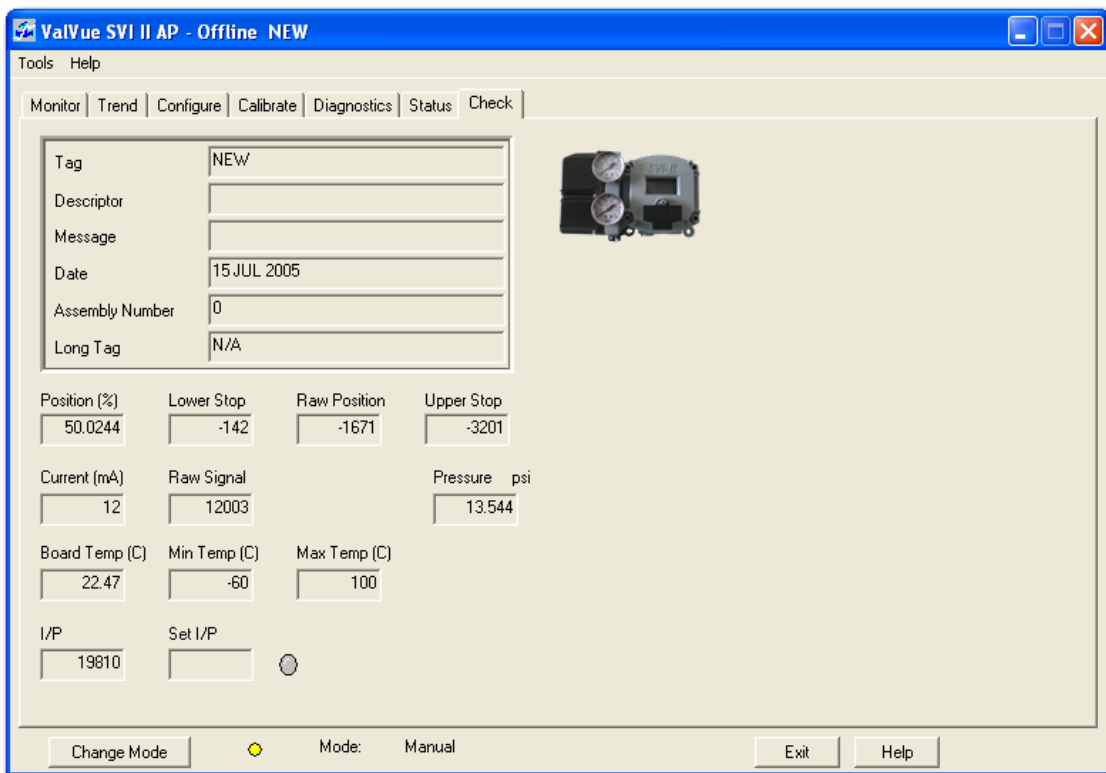 ValVue SVI II AP - Offline NEW
Tools Help
Monitor Trend Configure Calibrate Diagnostics Status Check
Tag NEW
Descriptor
Message
Date 15 JUL 2005
Assembly Number 0
Long Tag N/A
SVI-II
Position (%) Lower Stop Raw Position Upper Stop
50.0244 -142 -1671 -3201
Current (mA) Raw Signal Pressure psi
12 12003 13.544
Board Temp (C) Min Temp (C) Max Temp (C)
22.47 -60 100
I/P Set I/P
19810
Change Mode Mode: Manual Exit Help